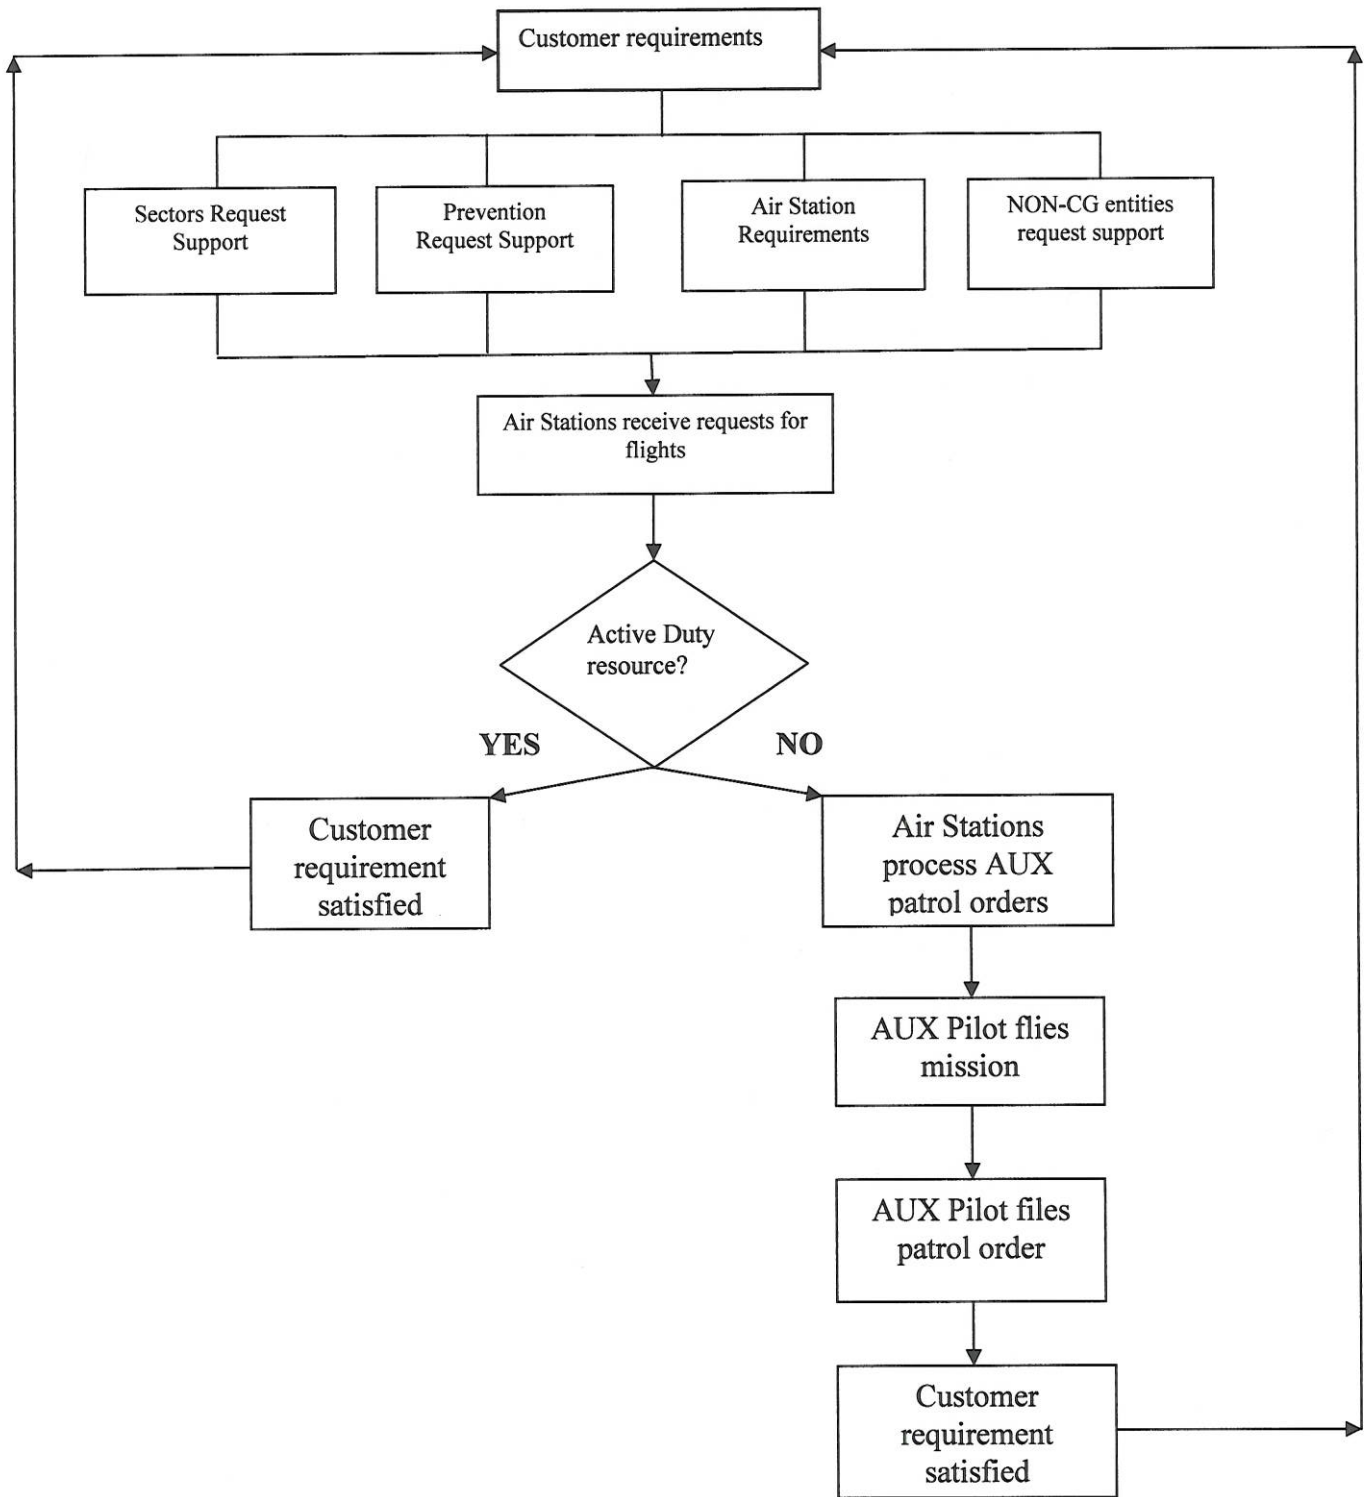 Customer requirements
Sectors Request
Support
Prevention
Request Support
Air Station
Requirements
NON-CG entities
request support
Air Stations receive requests for
flights
Active Duty
resource?
YES
NO
Customer
requirement
satisfied
Air Stations
process AUX
patrol orders
AUX Pilot flies
mission
AUX Pilot files
patrol order
Customer
requirement
satisfied